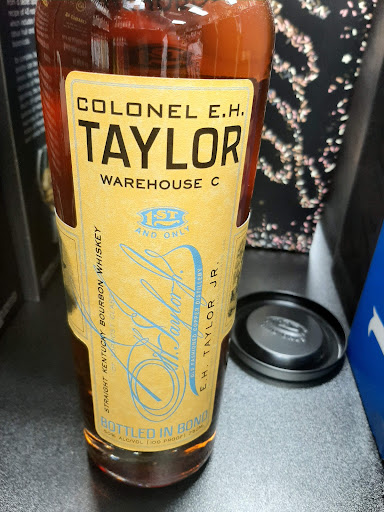 COLONEL E.H.
TAYLOR
WAREHOUSE C
1ST
AND ONLY
STRAIGHT KENTUCKY BOURBON WHISKEY
E.H. TAYLOR JR.
BOTTLED IN BOND
100 PROOF